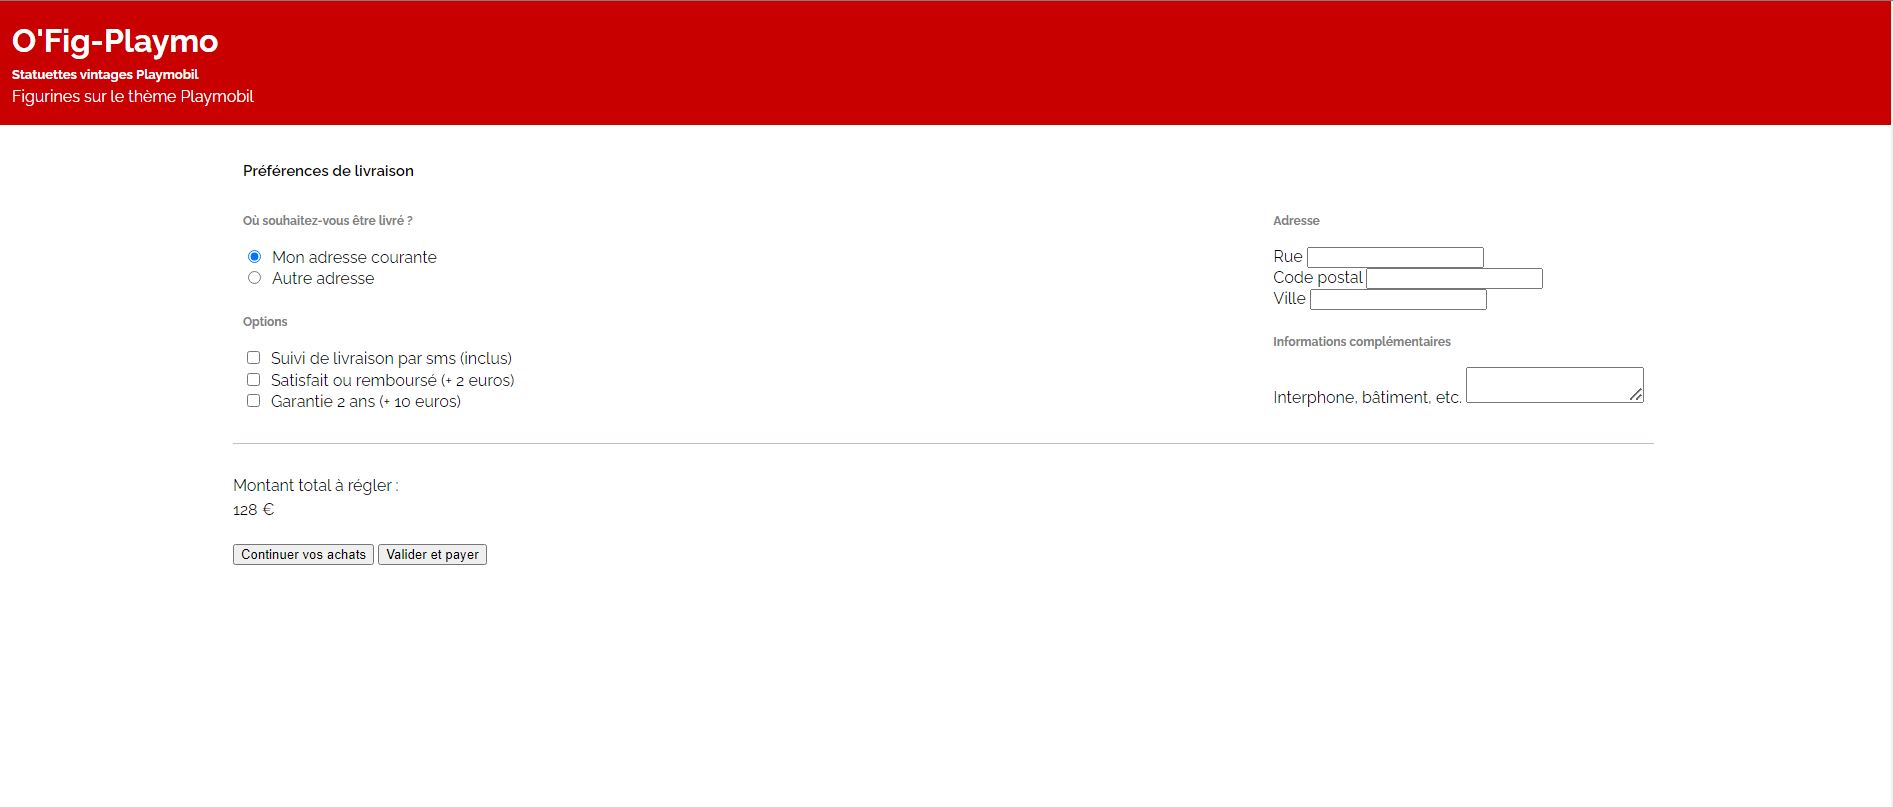 O'Fig-Playmo
Statuettes vintages Playmobil
Figurines sur le thème Playmobil
Préférences de livraison
Où souhaitez-vous être livré ?
Mon adresse courante
Autre adresse
Options
Suivi de livraison par sms (inclus)
Satisfait ou remboursé (+ 2 euros)
Garantie 2 ans (+ 10 euros)
Adresse
Rue
Code postal
Ville
Informations complémentaires
Interphone, bâtiment, etc.
Montant total à régler :
128 €
Continuer vos achats Valider et payer